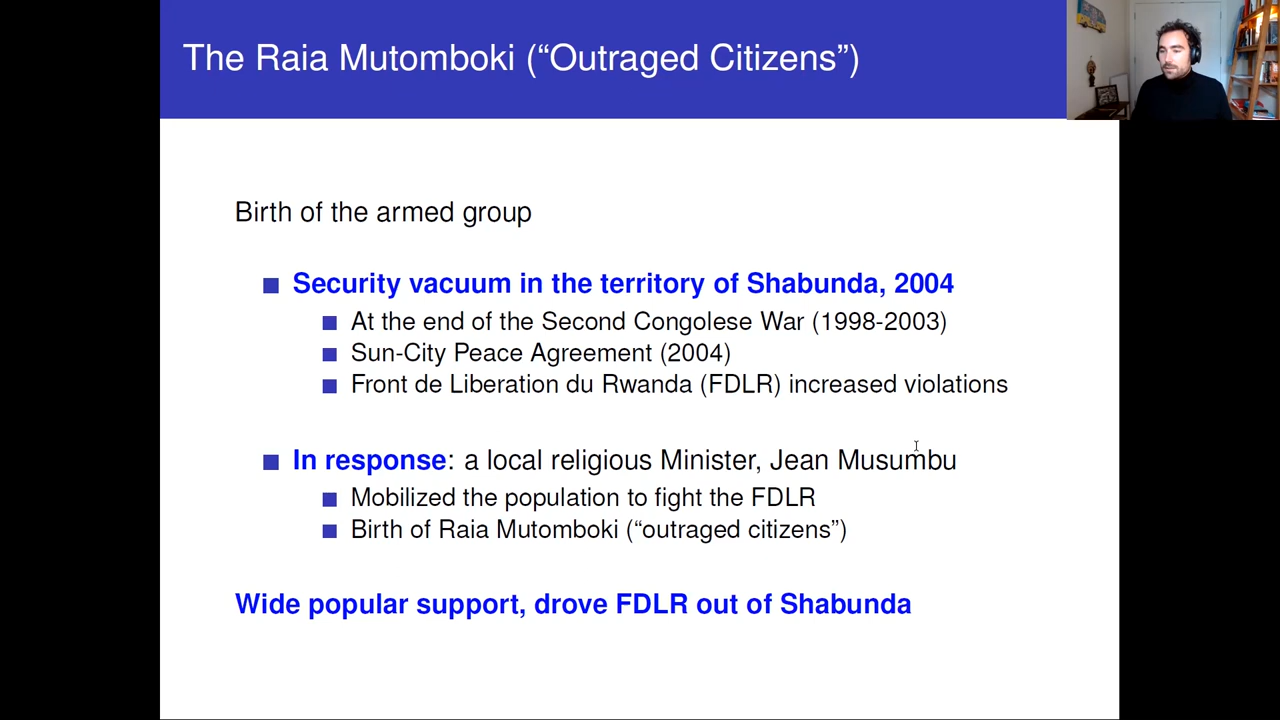 The Raia Mutomboki (“Outraged Citizens”)
Birth of the armed group
Security vacuum in the territory of Shabunda, 2004
At the end of the Second Congolese War (1998-2003)
Sun-City Peace Agreement (2004)
Front de Liberation du Rwanda (FDLR) increased violations
In response: a local religious Minister, Jean Musumbu
Mobilized the population to fight the FDLR
Birth of Raia Mutomboki (“outraged citizens”)
Wide popular support, drove FDLR out of Shabunda